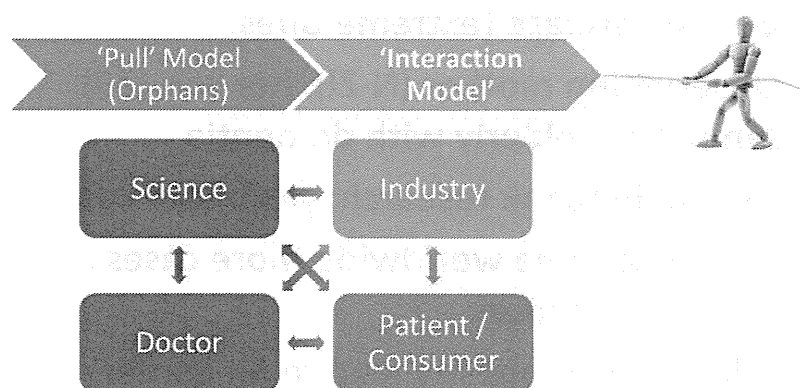 'Pull' Model
(Orphans)
'Interaction
Model'
Science
Industry
Doctor
Patient /
Consumer